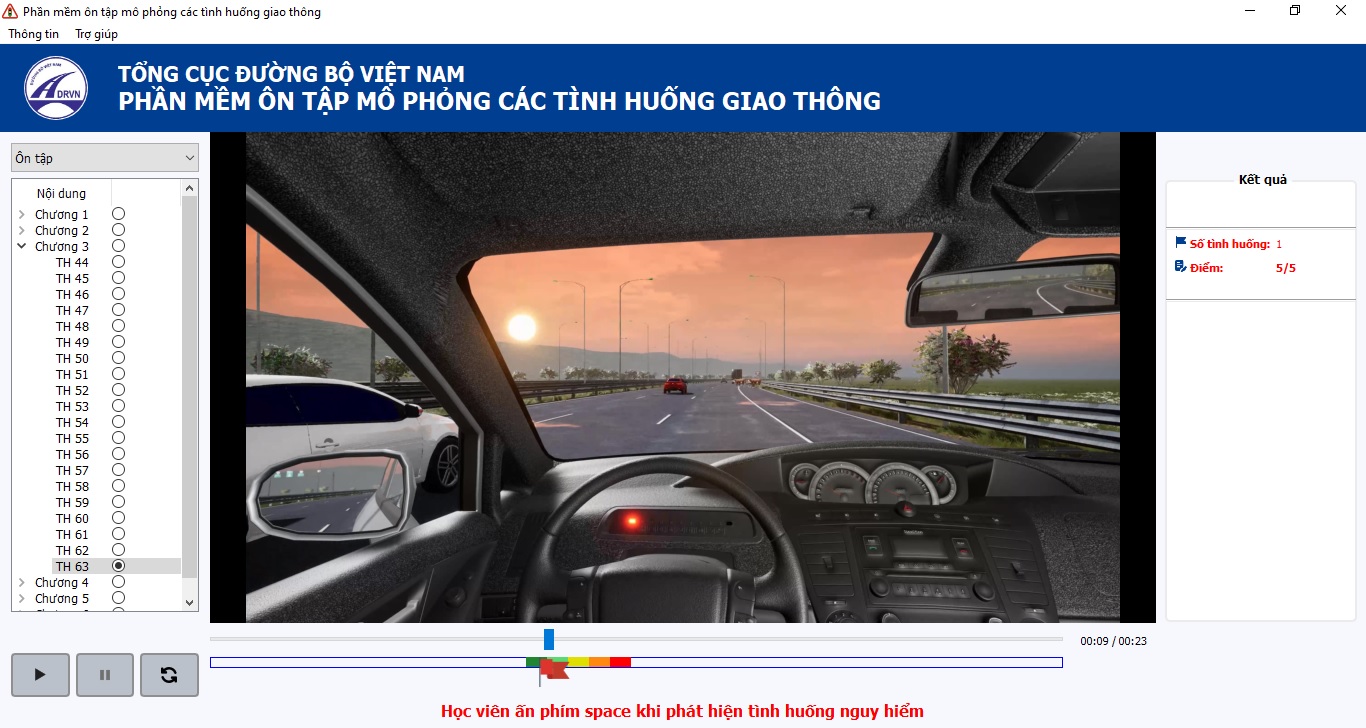 Phần mềm ôn tập mô phỏng các tình huống giao thông
Thông tin Trợ giúp
ĐƯỜNG BỘ VIỆT NAM
DRVN
TỔNG CỤC ĐƯỜNG BỘ VIỆT NAM
PHẦN MỀM ÔN TẬP MÔ PHỎNG CÁC TÌNH HUỐNG GIAO THÔNG
Ôn tập
Nội dung
Chương 1
Chương 2
Chương 3
TH 44
TH 45
TH 46
TH 47
TH 48
TH 49
TH 50
TH 51
TH 52
TH 53
TH 54
TH 55
TH 56
TH 57
TH 58
TH 59
TH 60
TH 61
TH 62
TH 63
Chương 4
Chương 5
Kết quả
Số tình huống: 1
Điểm: 5/5
00:09 / 00:23
Học viên ấn phím space khi phát hiện tình huống nguy hiểm